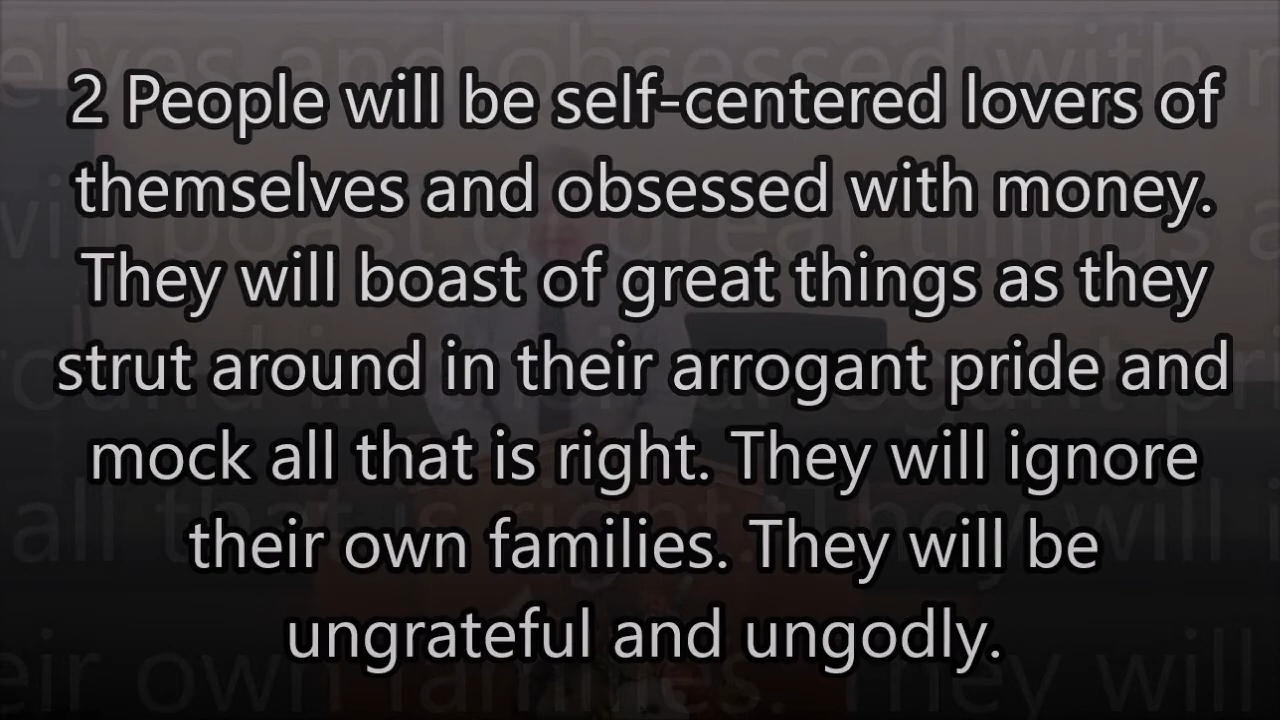 2 People will be self-centered lovers of
themselves and obsessed with money.
They will boast of great things as they
strut around in their arrogant pride and
mock all that is right. They will ignore
their own families. They will be
ungrateful and ungodly.